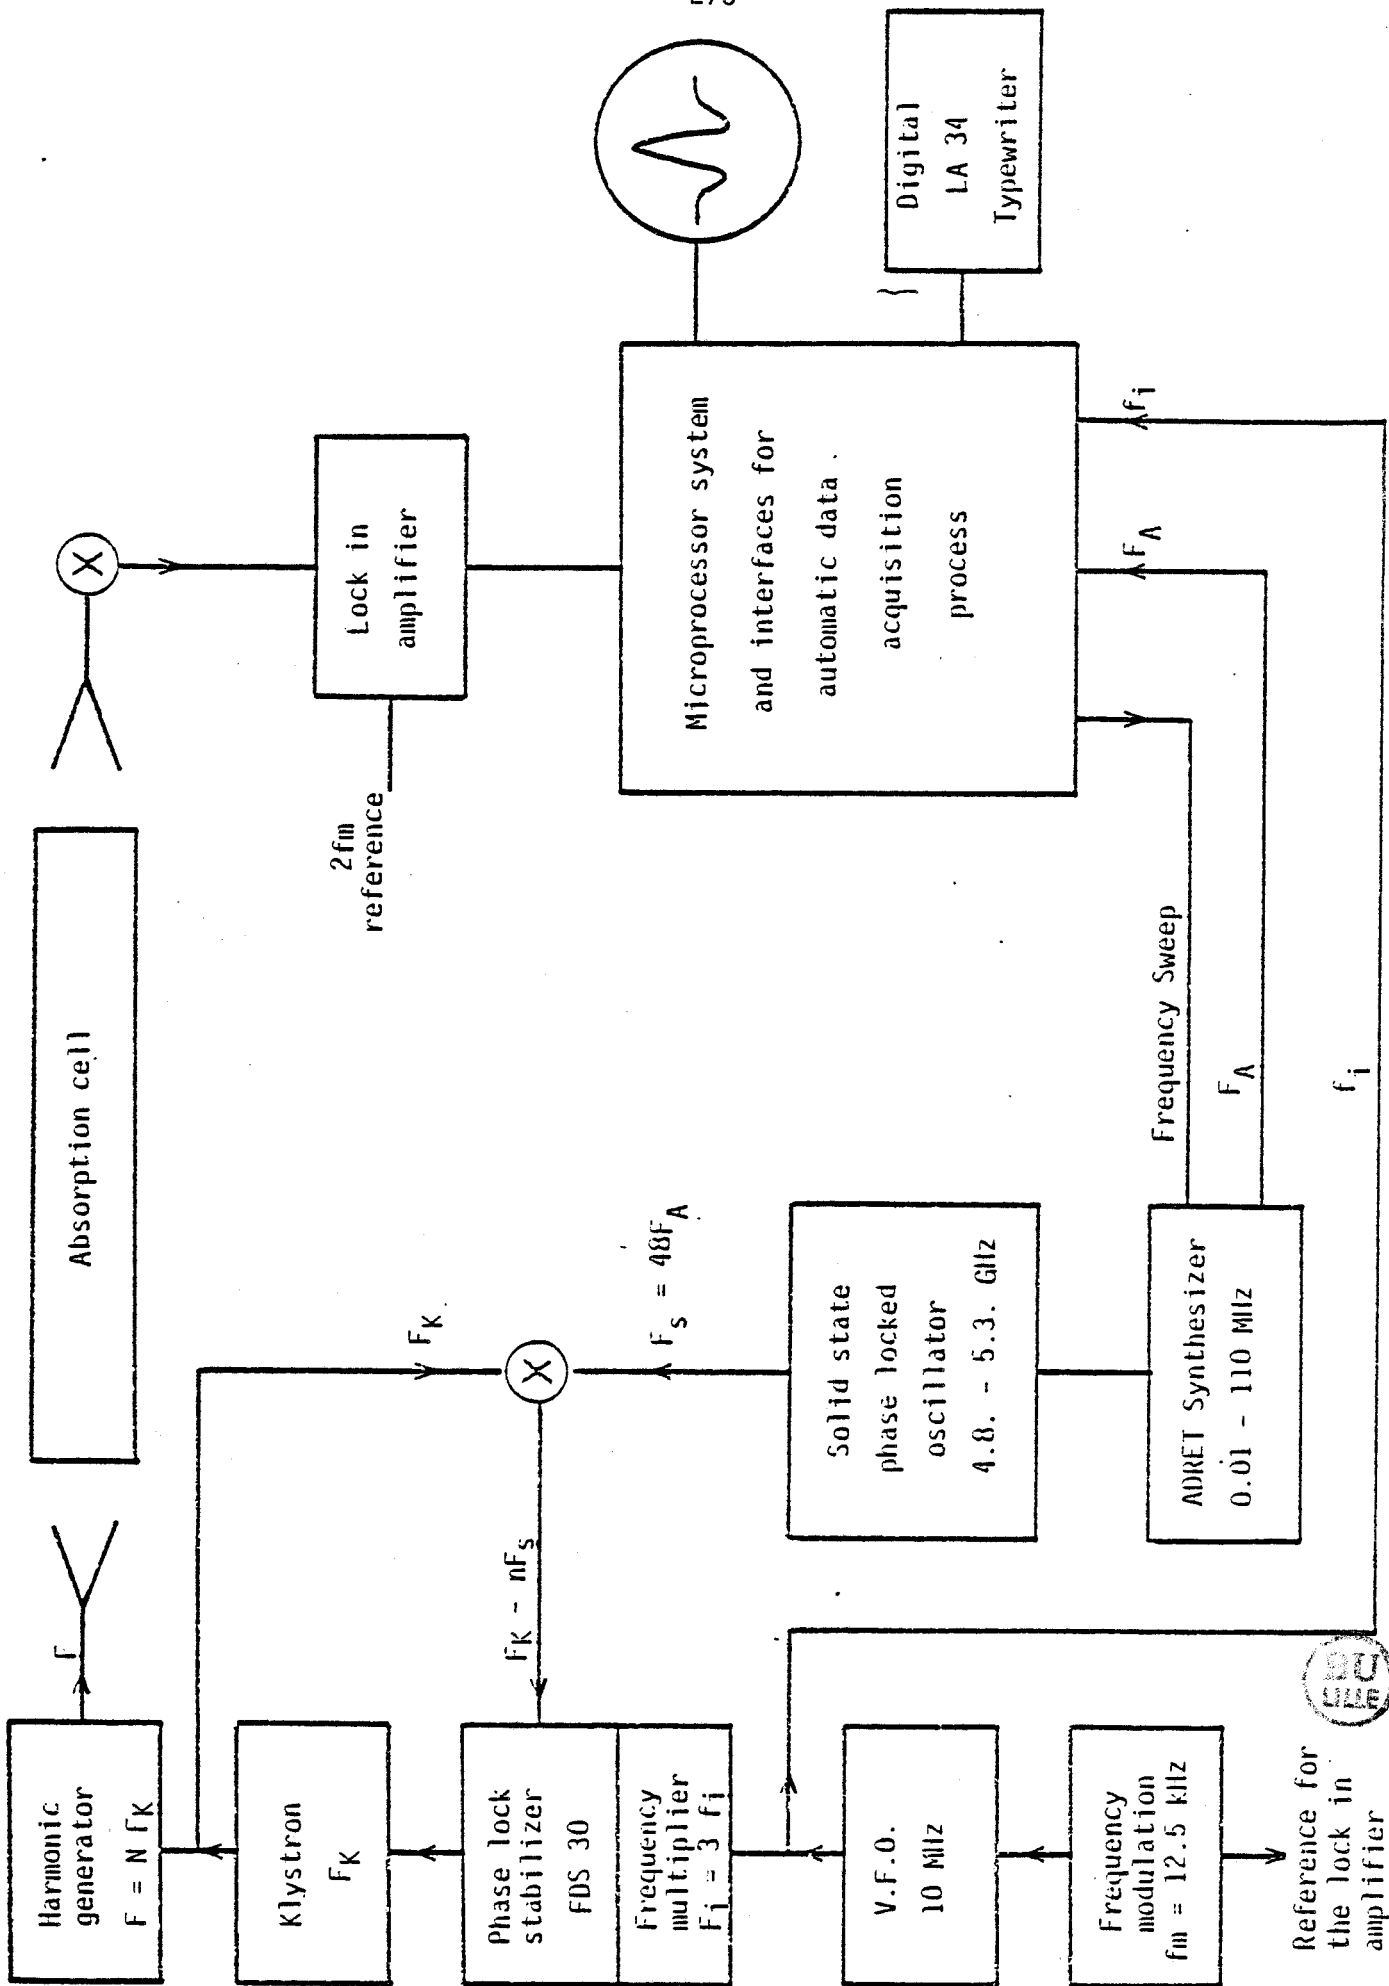 Harmonic
generator
F = N F_K
F
Absorption cell
X
Klystron
F_K
F_K
Lock in
amplifier
2fm
reference
Phase lock
stabilizer
FDS 30
Frequency
multiplier
F_i = 3 f_i
F_K - nF_s
X
F_s = 48F_A
Microprocessor system
and interfaces for
automatic data
acquisition
process
Solid state
phase locked
oscillator
4.8. - 5.3. GHz
V.F.O.
10 MHz
Digital
LA 34
Typewriter
Frequency
modulation
fm = 12.5 kHz
ADRET Synthesizer
0.01 - 110 MHz
Frequency Sweep
F_A
F_A
f_i
f_i
Reference for
the lock in
amplifier
BU
LILLE